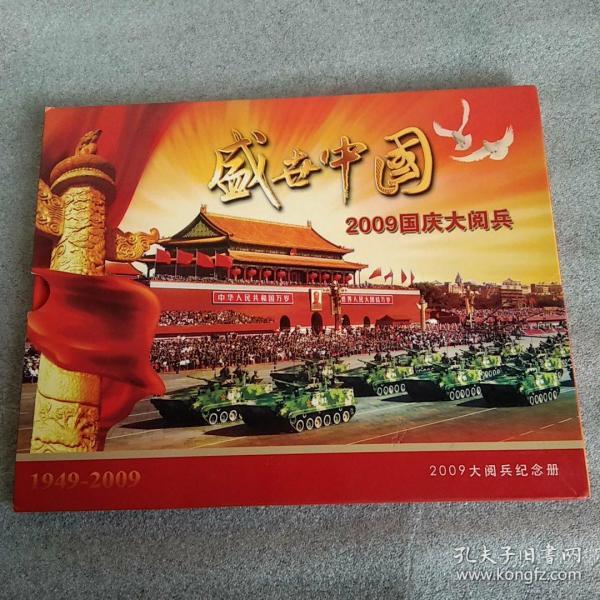 盛世中国
2009国庆大阅兵
中华人民共和国万岁
世界人民大团结万岁
1949-2009
2009大阅兵纪念册
孔夫子旧書网
www.kongfz.com